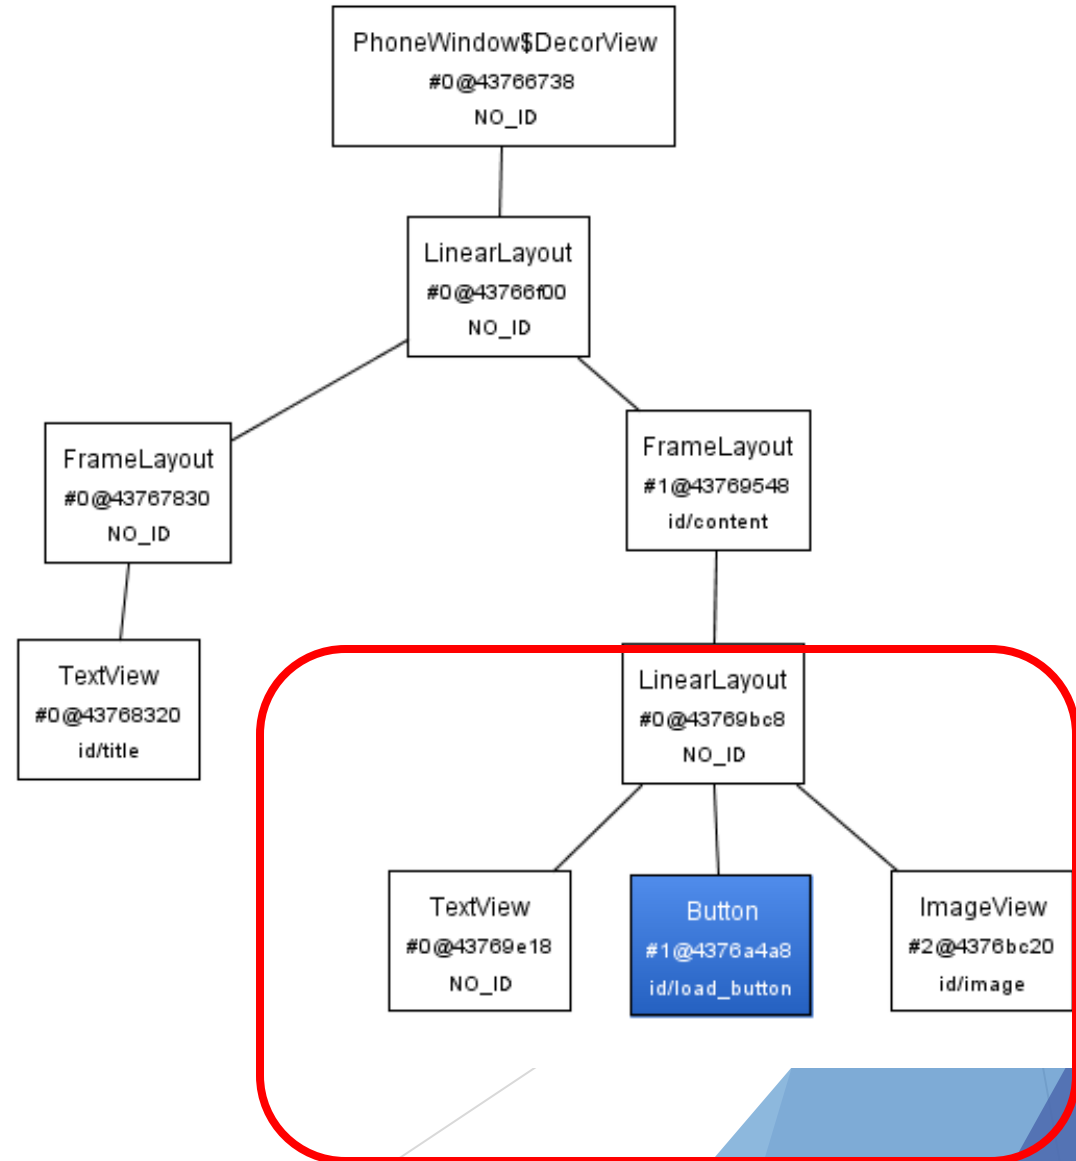 PhoneWindow$DecorView
#0@43766738
NO_ID
LinearLayout
#0@43766f00
NO_ID
FrameLayout
#0@43767830
NO_ID
FrameLayout
#1@43769548
id/content
TextView
#0@43768320
id/title
LinearLayout
#0@43769bc8
NO_ID
TextView
#0@43769e18
NO_ID
Button
#1@4376a4a8
id/load_button
ImageView
#2@4376bc20
id/image